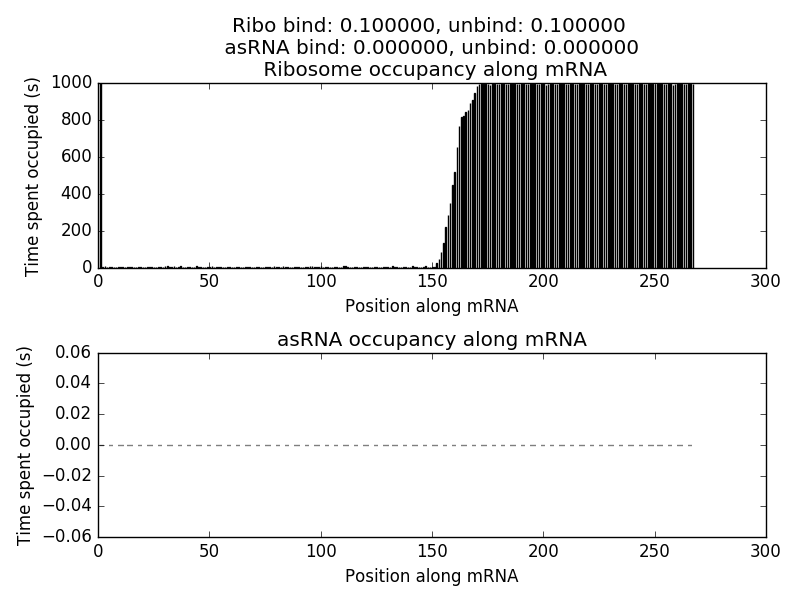 Ribo bind: 0.100000, unbind: 0.100000
asRNA bind: 0.000000, unbind: 0.000000
Ribosome occupancy along mRNA
Time spent occupied (s)
1000
800
600
400
200
0
0 50 100 150 200 250 300
Position along mRNA
asRNA occupancy along mRNA
Time spent occupied (s)
0.06
0.04
0.02
0.00
−0.02
−0.04
−0.06
0 50 100 150 200 250 300
Position along mRNA